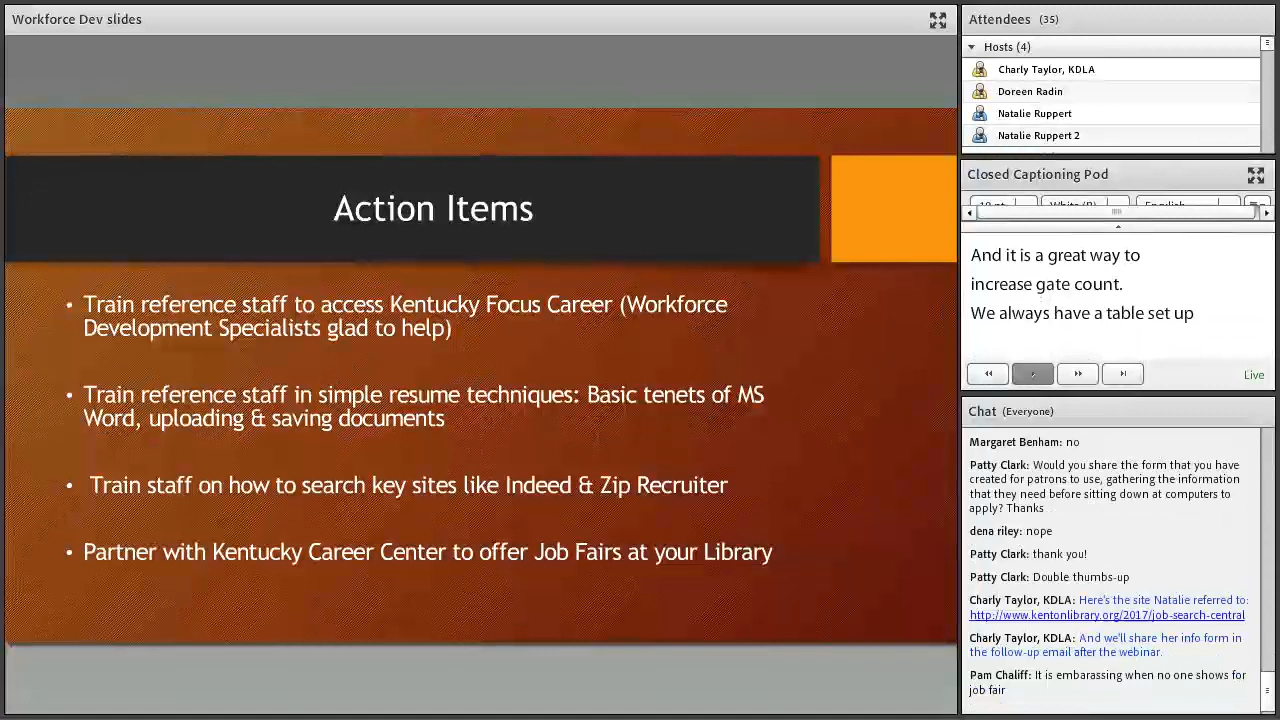 Workforce Dev slides
Action Items
• Train reference staff to access Kentucky Focus Career (Workforce
Development Specialists glad to help)
• Train reference staff in simple resume techniques: Basic tenets of MS
Word, uploading & saving documents
• Train staff on how to search key sites like Indeed & Zip Recruiter
• Partner with Kentucky Career Center to offer Job Fairs at your Library
Attendees (35)
Hosts (4)
Charly Taylor, KDLA
Doreen Radin
Natalie Ruppert
Natalie Ruppert 2
Closed Captioning Pod
And it is a great way to
increase gate count.
We always have a table set up
Live
Chat (Everyone)
Margaret Benham: no
Patty Clark: Would you share the form that you have
created for patrons to use, gathering the information
that they need before sitting down at computers to
apply? Thanks
dena riley: nope
Patty Clark: thank you!
Patty Clark: Double thumbs-up
Charly Taylor, KDLA: Here's the site Natalie referred to:
http://www.kentonlibrary.org/2017/job-search-central
Charly Taylor, KDLA: And we'll share her info form in
the follow-up email after the webinar.
Pam Chaliff: It is embarassing when no one shows for
job fair